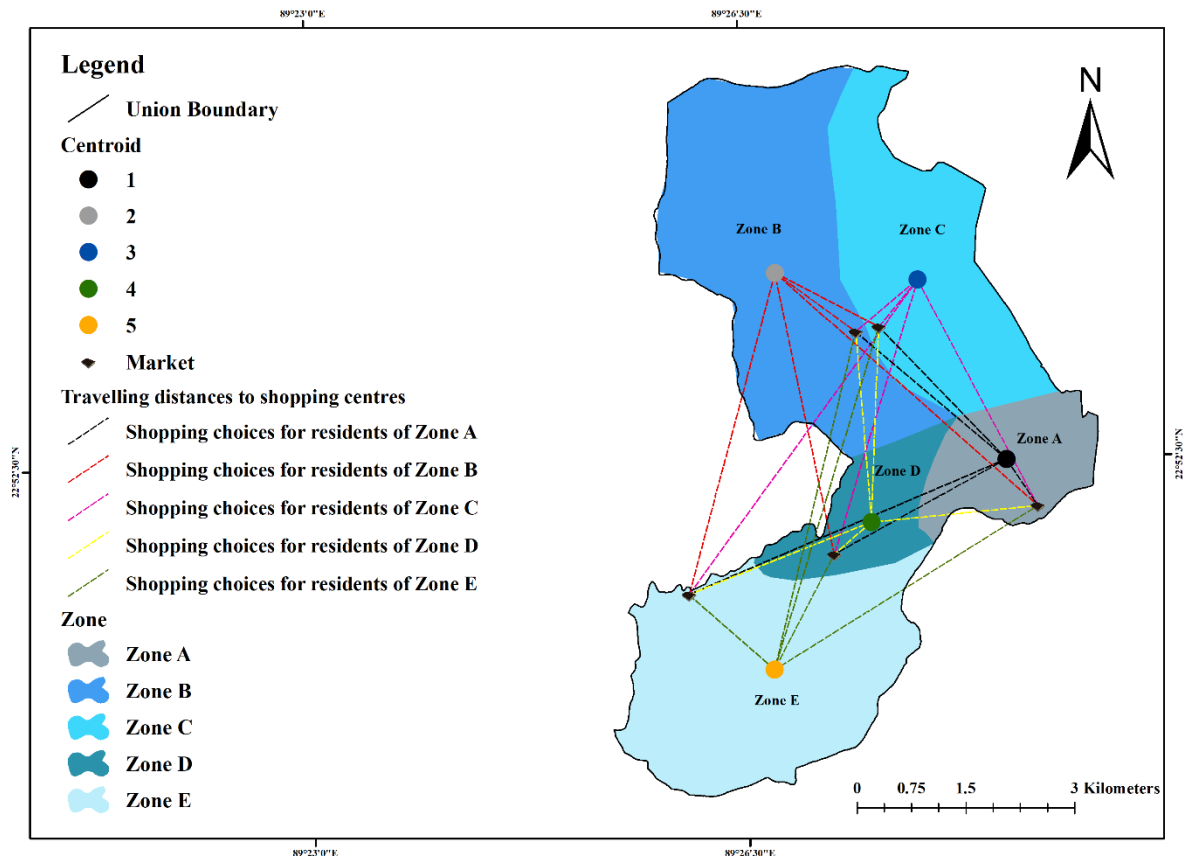 89°23'0"E
89°26'30"E
Legend
Union Boundary
Centroid
1
2
3
4
5
Market
Travelling distances to shopping centres
Shopping choices for residents of Zone A
Shopping choices for residents of Zone B
Shopping choices for residents of Zone C
Shopping choices for residents of Zone D
Shopping choices for residents of Zone E
Zone
Zone A
Zone B
Zone C
Zone D
Zone E
N
Zone B
Zone C
Zone A
Zone D
Zone E
22°52'30"N
22°52'30"N
0 0.75 1.5 3 Kilometers
89°23'0"E
89°26'30"E